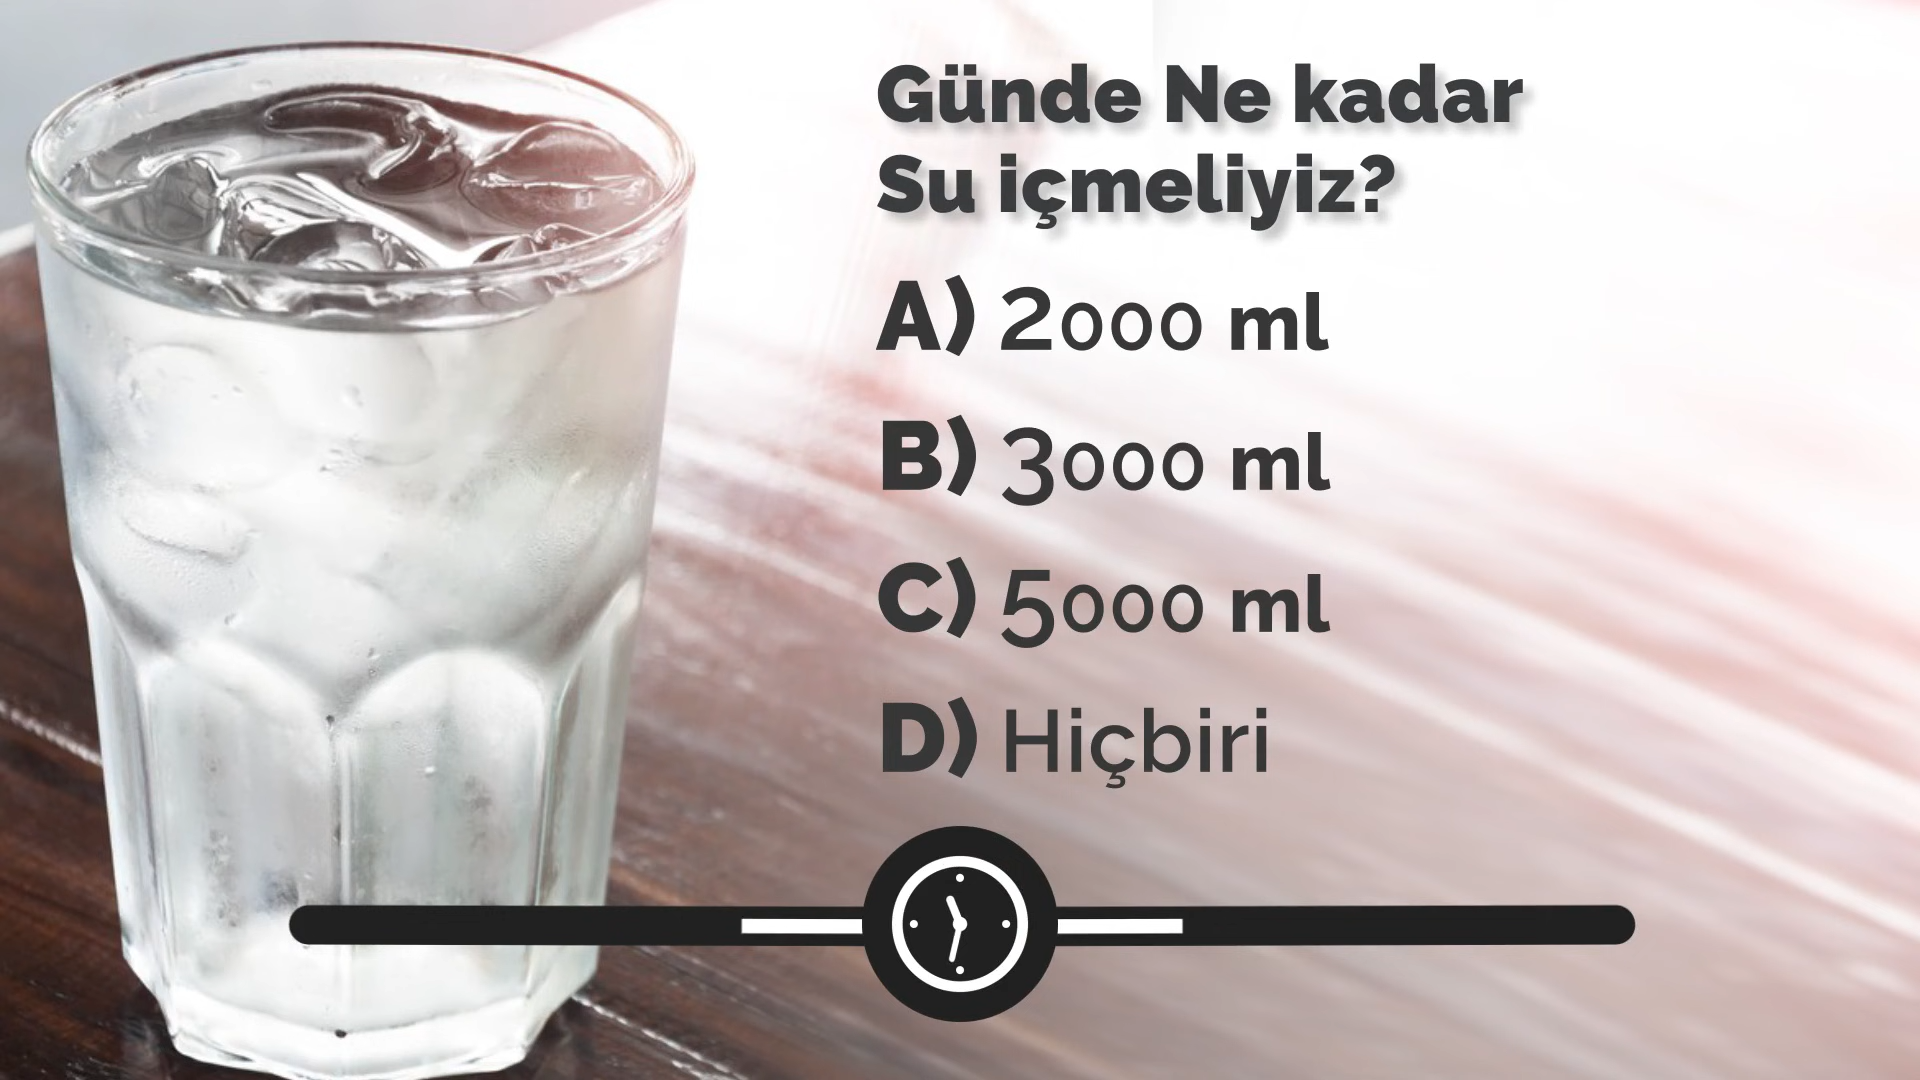 Günde Ne kadar
Su içmeliyiz?
A) 2000 ml
B) 3000 ml
C) 5000 ml
D) Hiçbiri